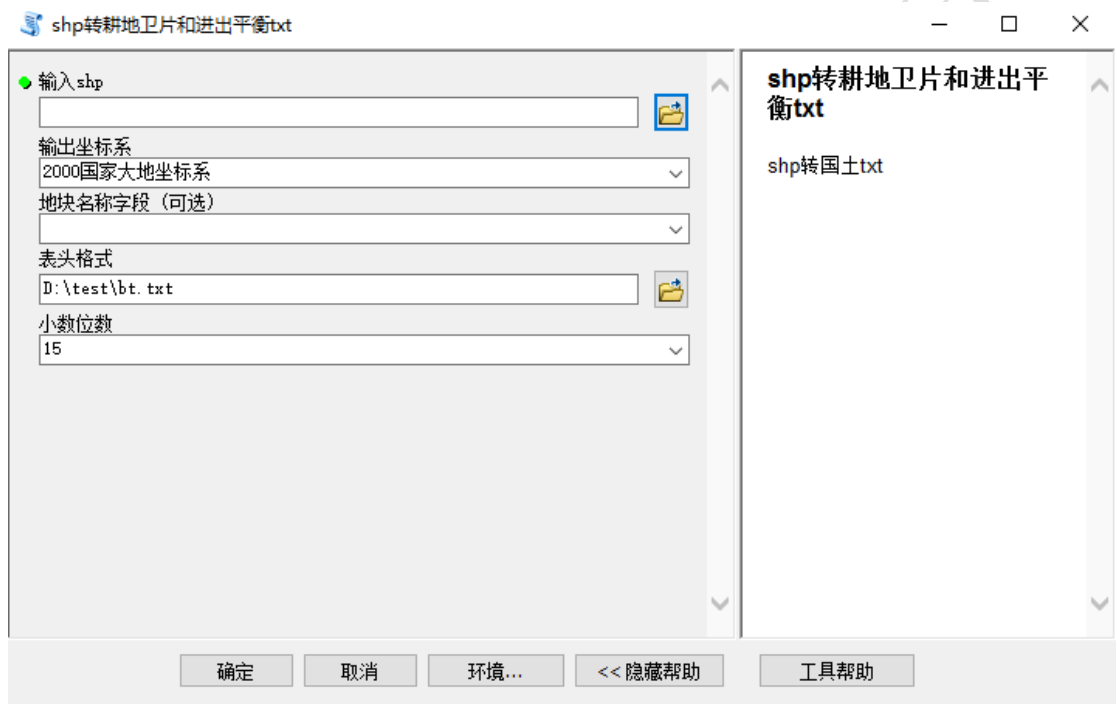 shp转耕地卫片和进出平衡txt
输入shp
输出坐标系
2000国家大地坐标系
地块名称字段（可选）
表头格式
D:\test\bt.txt
小数位数
15
确定
取消
环境...
<< 隐藏帮助
shp转耕地卫片和进出平
衡txt
shp转国土txt
工具帮助